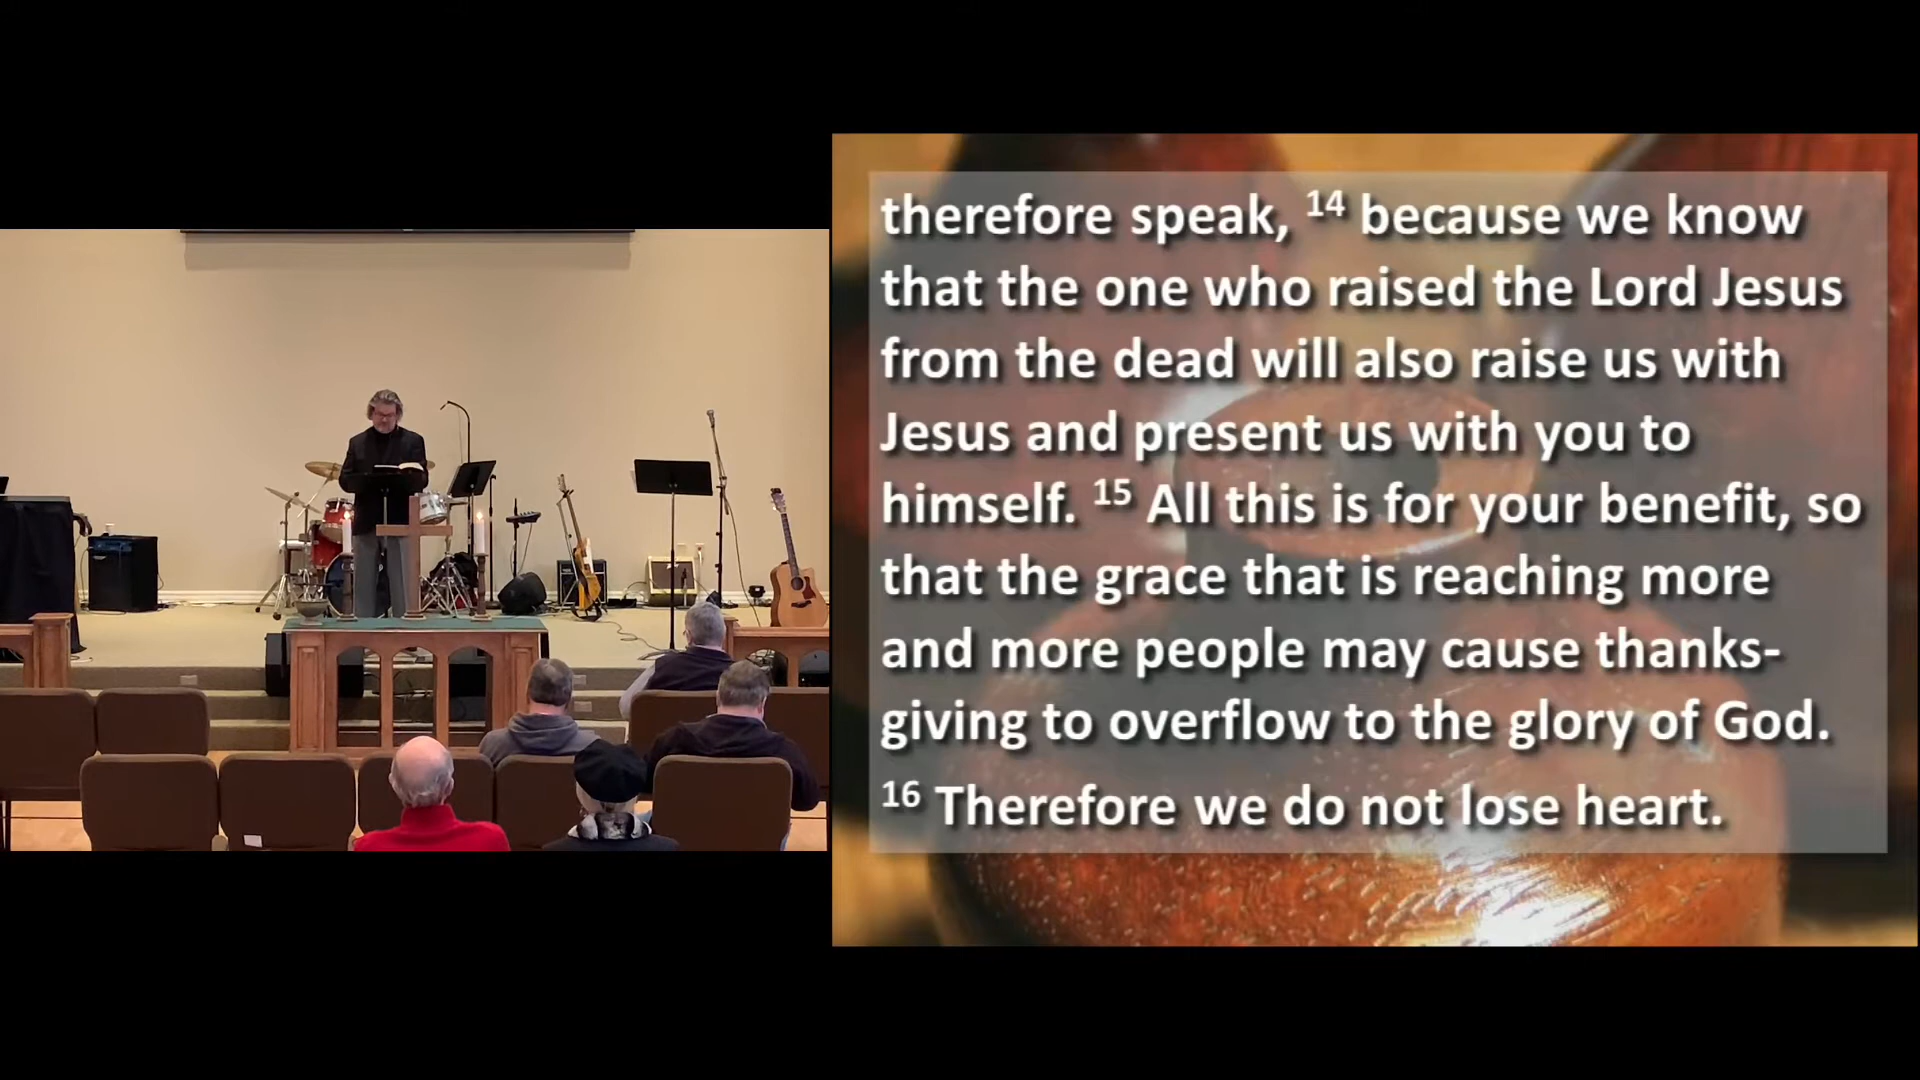 therefore speak, 14 because we know
that the one who raised the Lord Jesus
from the dead will also raise us with
Jesus and present us with you to
himself. 15 All this is for your benefit, so
that the grace that is reaching more
and more people may cause thanks-
giving to overflow to the glory of God.
16 Therefore we do not lose heart.